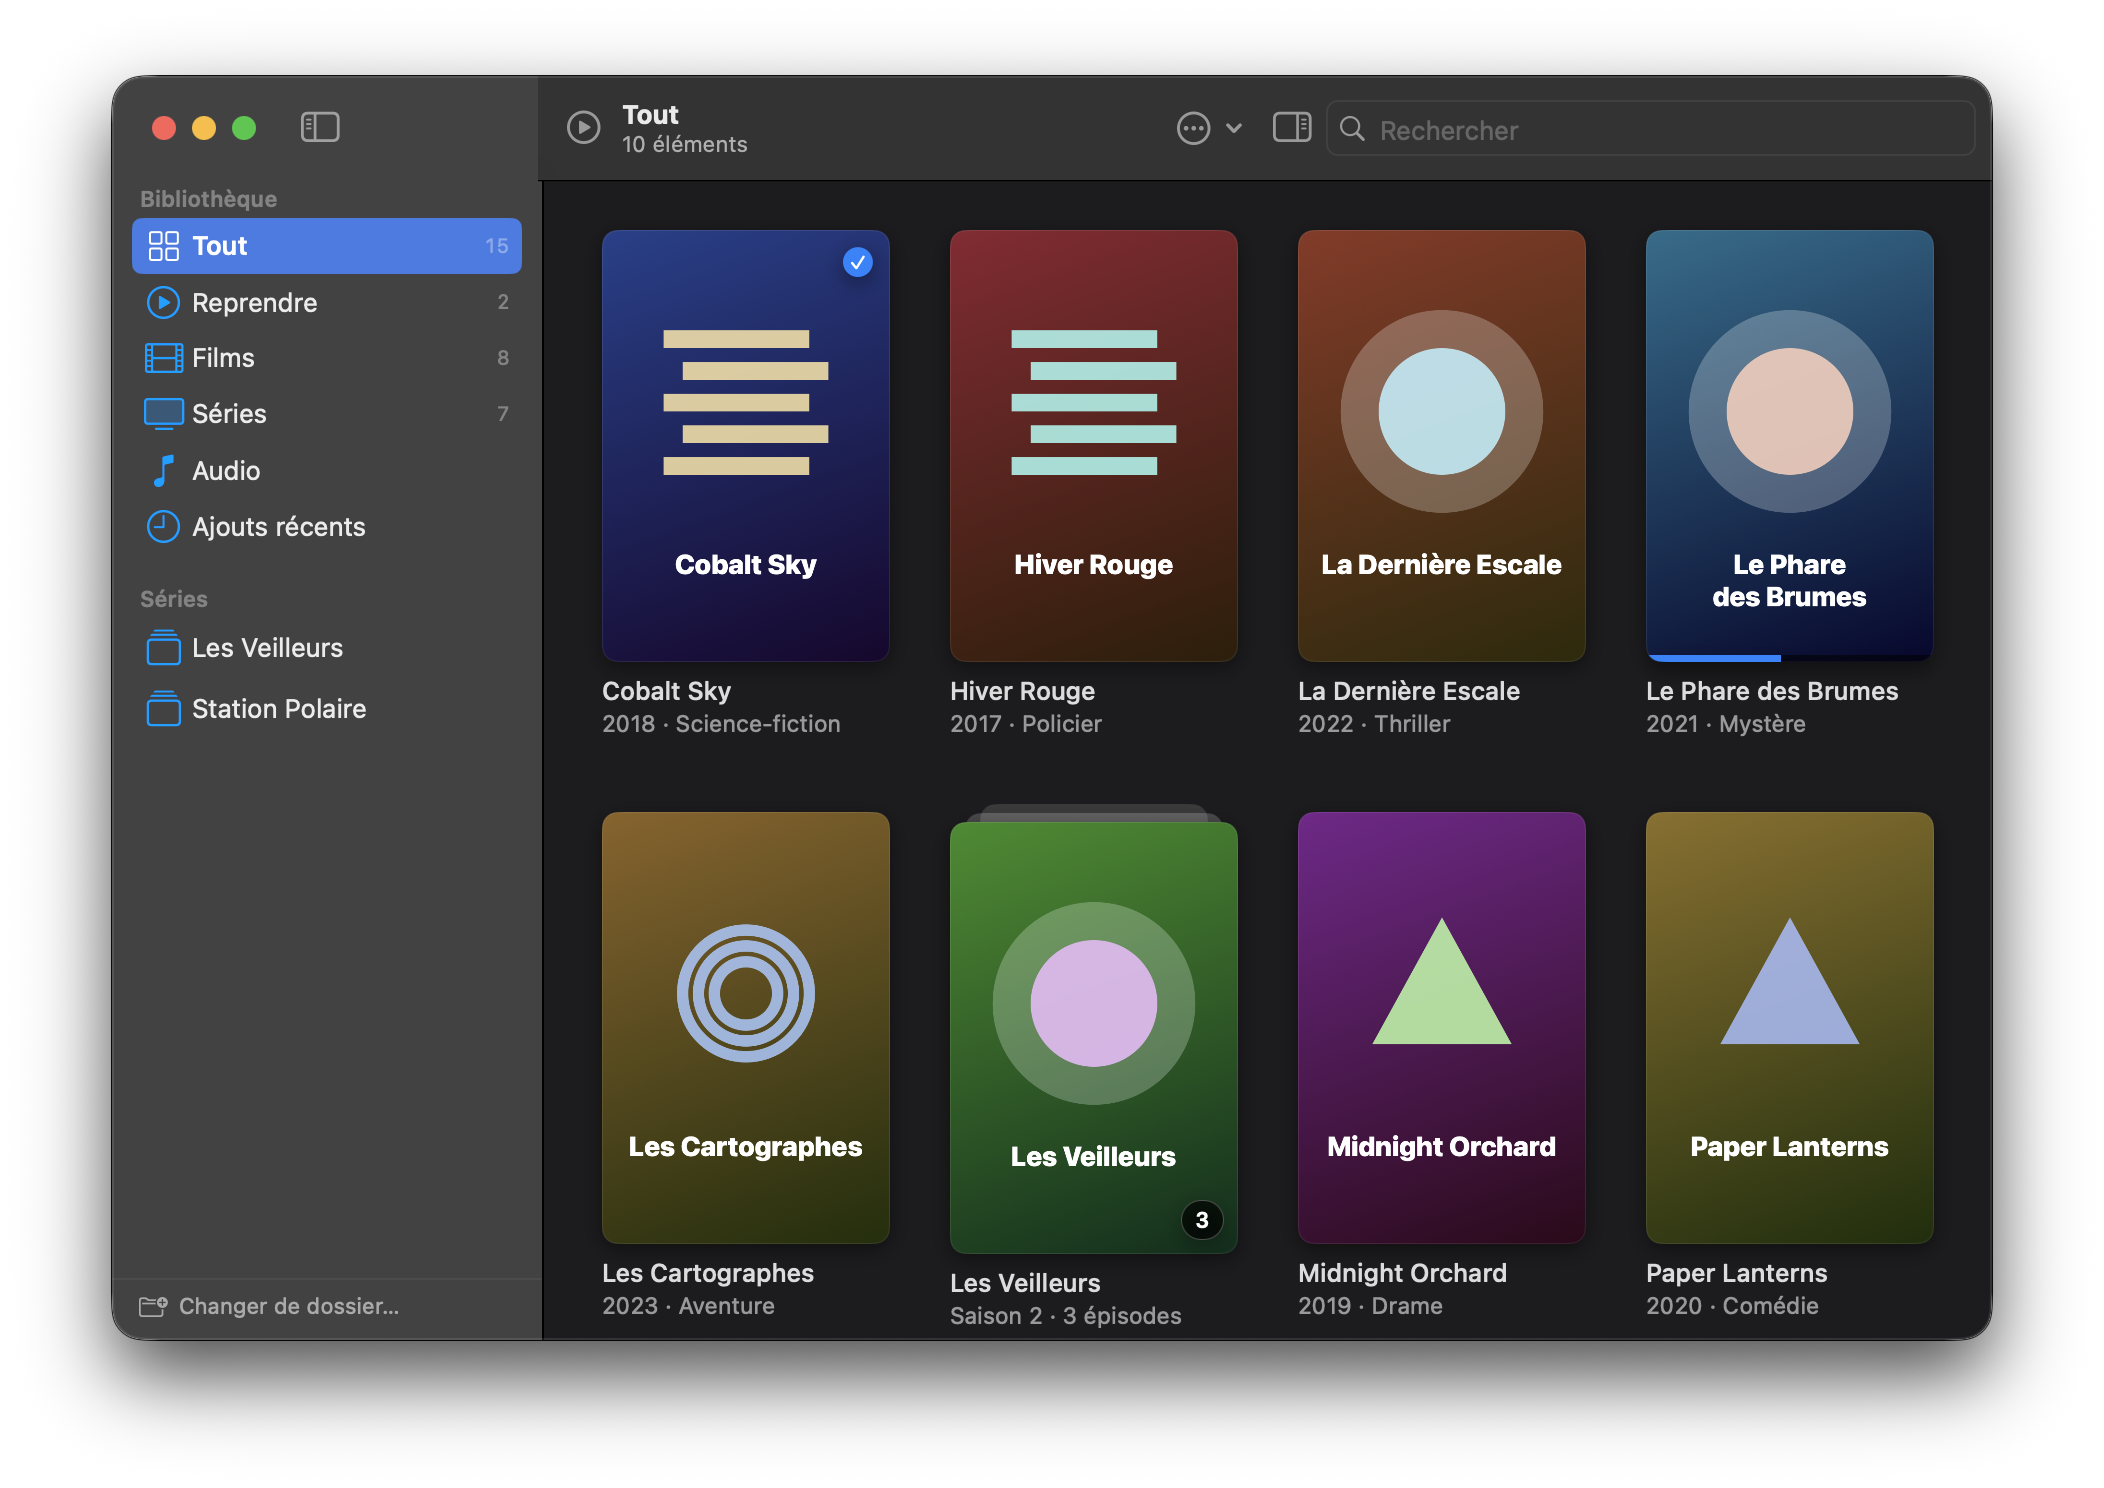 Tout
10 éléments
Rechercher
Bibliothèque
Tout 15
Reprendre 2
Films 8
Séries 7
Audio
Ajouts récents
Séries
Les Veilleurs
Station Polaire
Changer de dossier...
Cobalt Sky
Cobalt Sky
2018 · Science-fiction
Hiver Rouge
Hiver Rouge
2017 · Policier
La Dernière Escale
La Dernière Escale
2022 · Thriller
Le Phare
des Brumes
Le Phare des Brumes
2021 · Mystère
Les Cartographes
Les Cartographes
2023 · Aventure
Les Veilleurs
3
Les Veilleurs
Saison 2 · 3 épisodes
Midnight Orchard
Midnight Orchard
2019 · Drame
Paper Lanterns
Paper Lanterns
2020 · Comédie